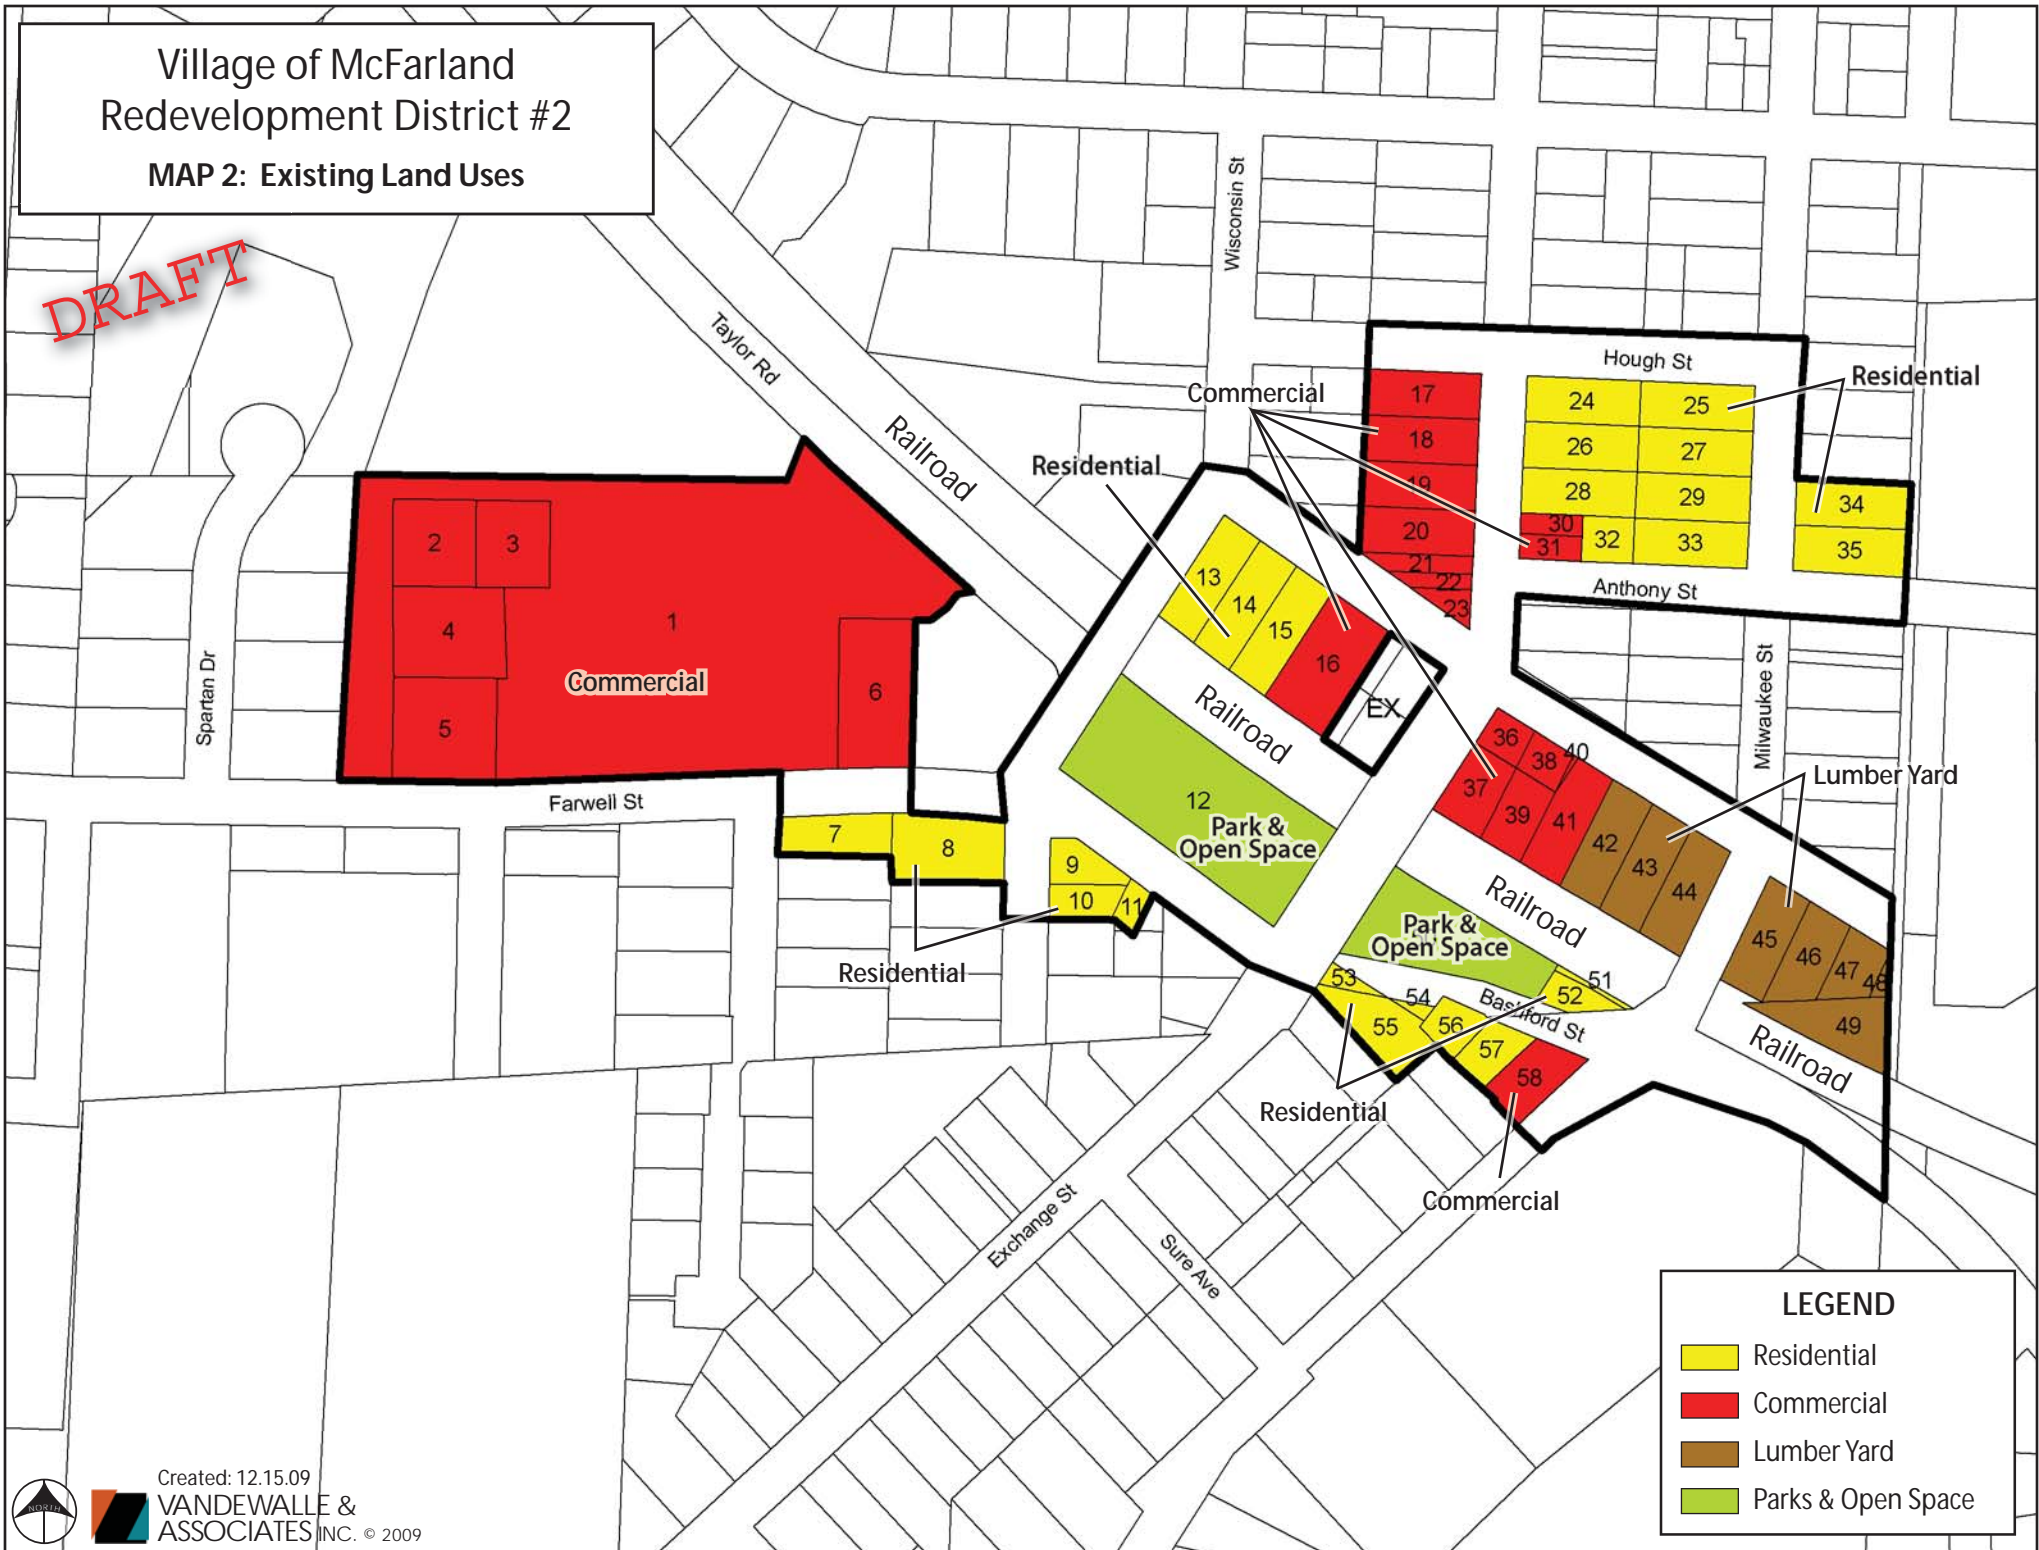 Village of McFarland
Redevelopment District #2
MAP 2: Existing Land Uses
DRAFT
Wisconsin St
Taylor Rd
Railroad
Hough St
Residential
Commercial
17
18
19
20
21
22
23
24
25
26
27
28
29
30
31
32
33
34
35
Anthony St
Residential
13
14
15
16
EX
Railroad
12
Park &
Open Space
1
2
3
4
5
6
Commercial
Spartan Dr
Farwell St
7
8
9
10
11
Residential
Milwaukee St
Lumber Yard
36
37
38
39
40
41
42
43
44
45
46
47
48
49
Railroad
Railroad
Park &
Open Space
51
52
53
54
55
56
57
58
Bashford St
Residential
Commercial
Exchange St
Sure Ave
LEGEND
Residential
Commercial
Lumber Yard
Parks & Open Space
NORTH
Created: 12.15.09
VANDEWALLE &
ASSOCIATES INC. © 2009